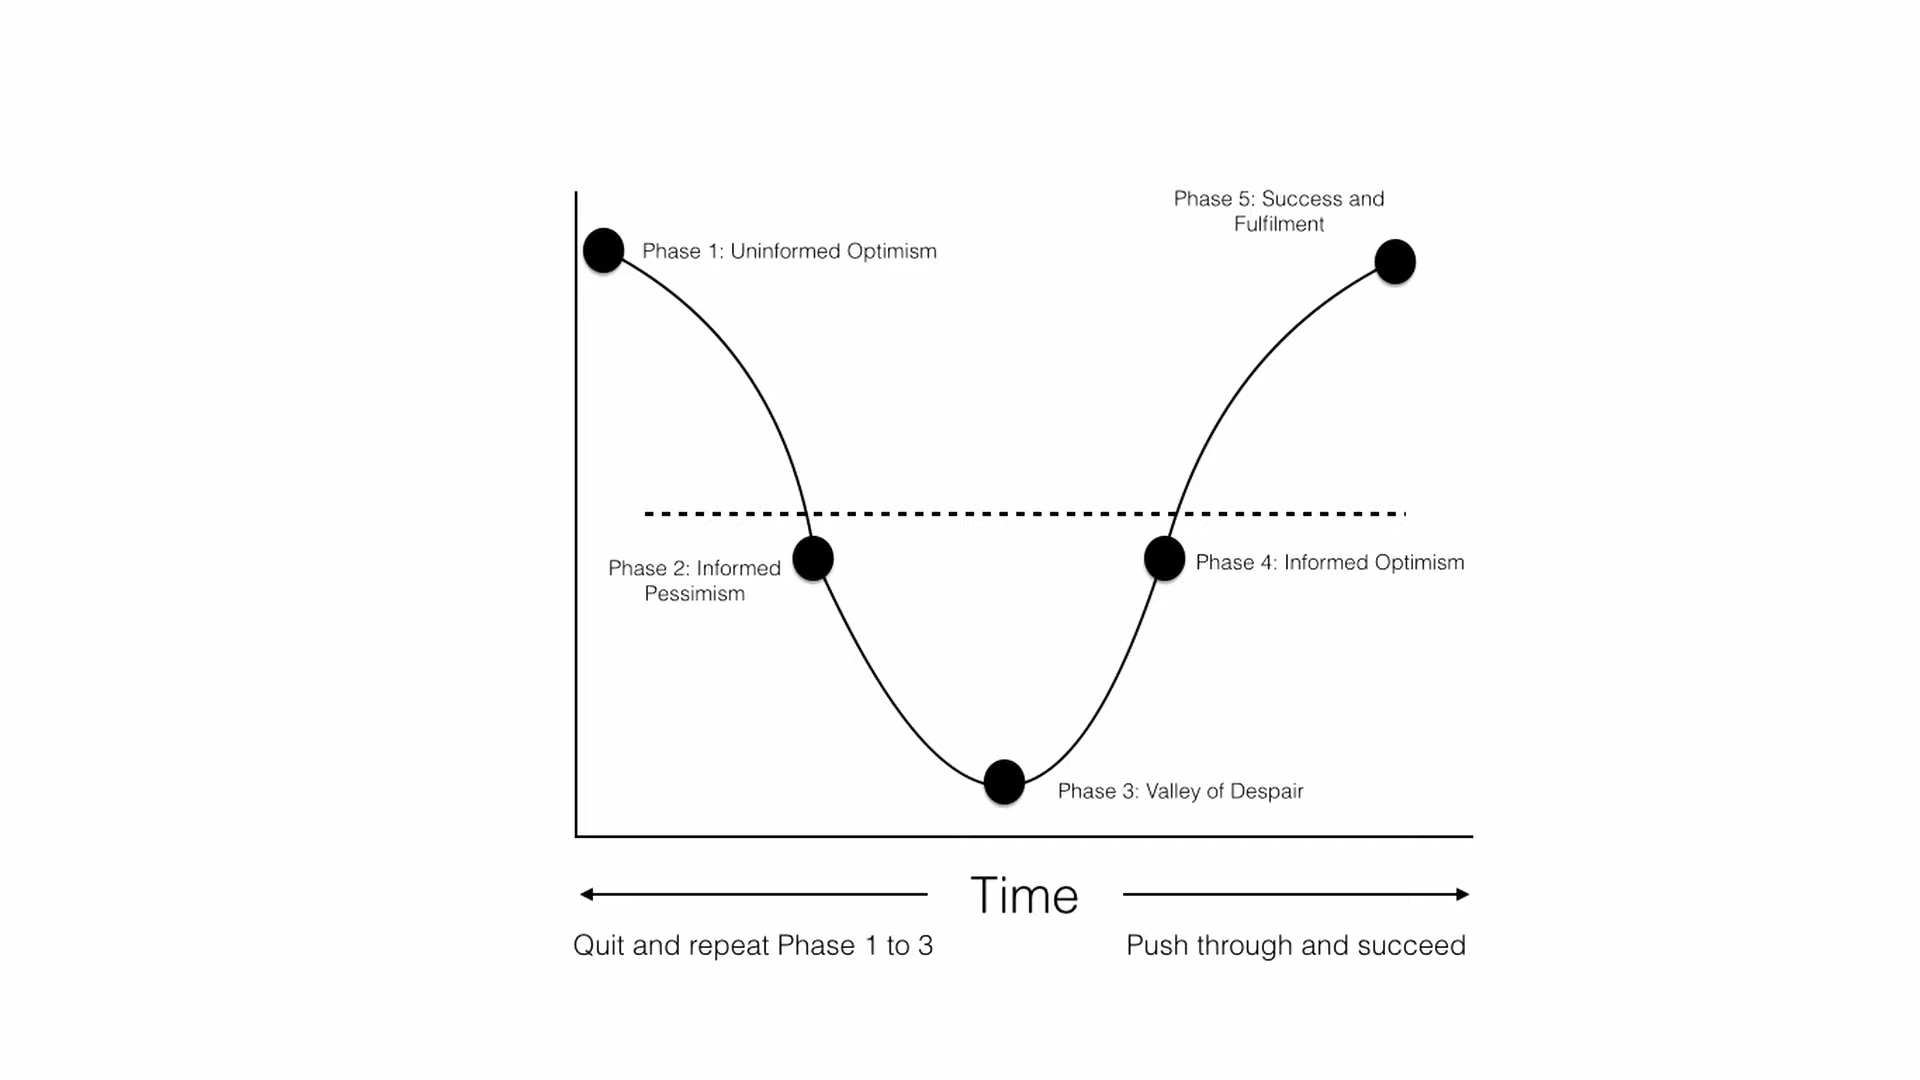 Phase 5: Success and
Fulfilment
Phase 1: Uninformed Optimism
Phase 2: Informed
Pessimism
Phase 4: Informed Optimism
Phase 3: Valley of Despair
Time
Quit and repeat Phase 1 to 3
Push through and succeed